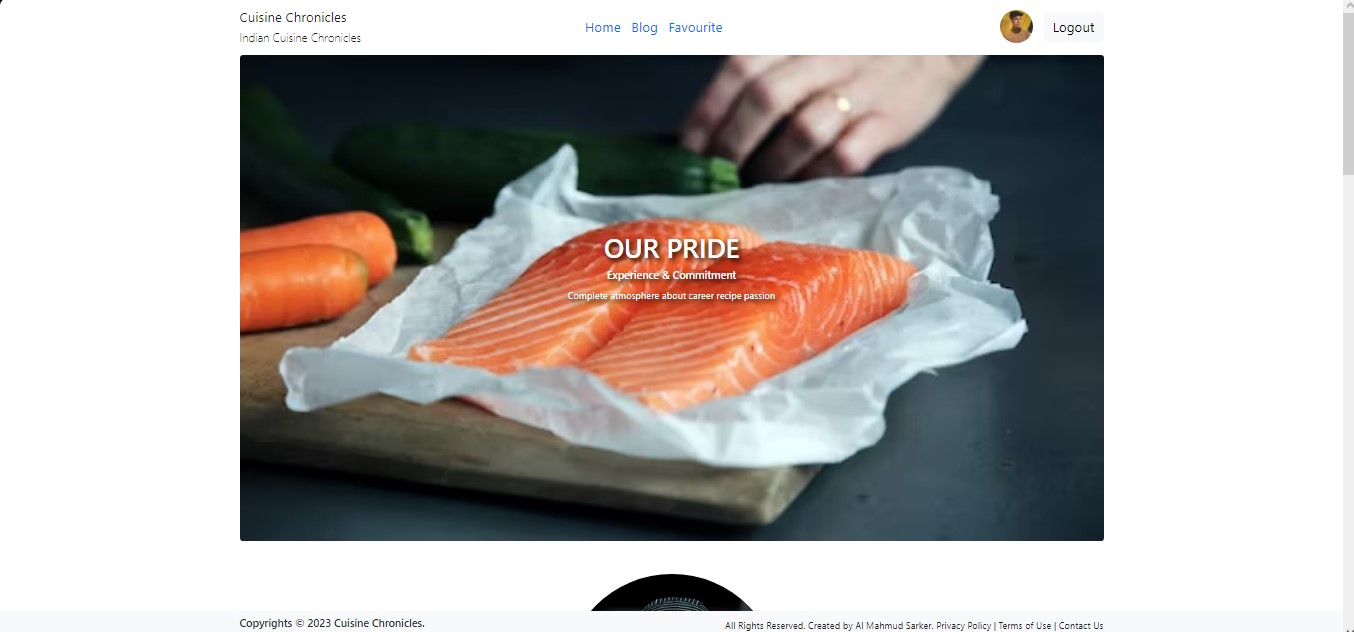 Cuisine Chronicles
Indian Cuisine Chronicles
Home Blog Favourite
Logout
OUR PRIDE
Experience & Commitment
Complete atmosphere about career recipe passion
Copyrights © 2023 Cuisine Chronicles.
All Rights Reserved. Created by Al Mahmud Sarker. Privacy Policy | Terms of Use | Contact Us